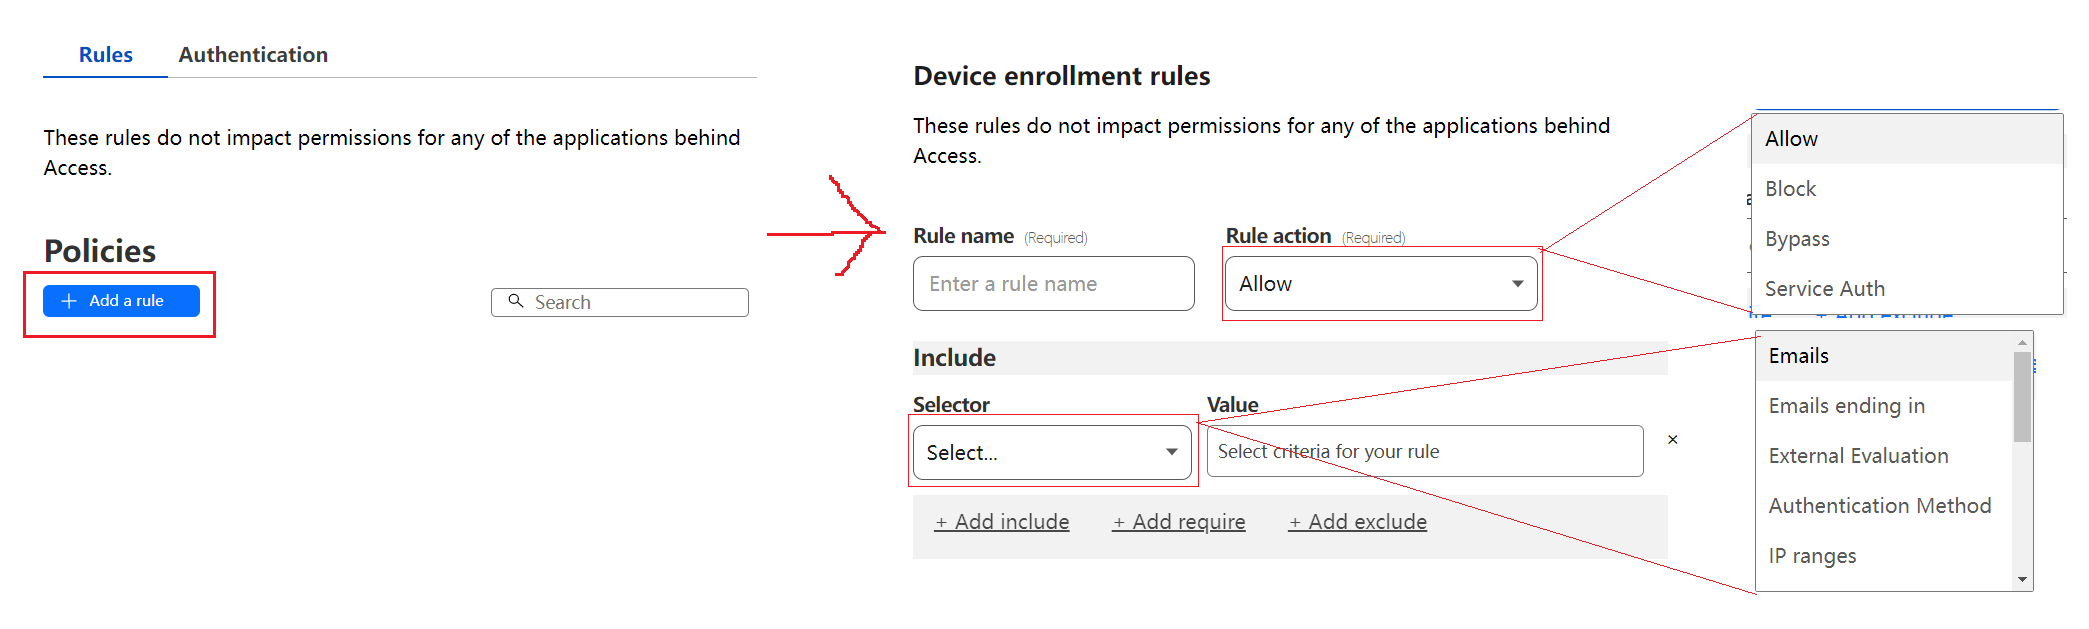 Rules Authentication
These rules do not impact permissions for any of the applications behind
Access.
Policies
+ Add a rule
Search
Device enrollment rules
These rules do not impact permissions for any of the applications behind
Access.
Rule name (Required) Rule action (Required)
Enter a rule name Allow
Include
Selector Value
Select... Select criteria for your rule ×
+ Add include + Add require + Add exclude
Allow
Block
Bypass
Service Auth
+ Add exclude
Emails
Emails ending in
External Evaluation
Authentication Method
IP ranges